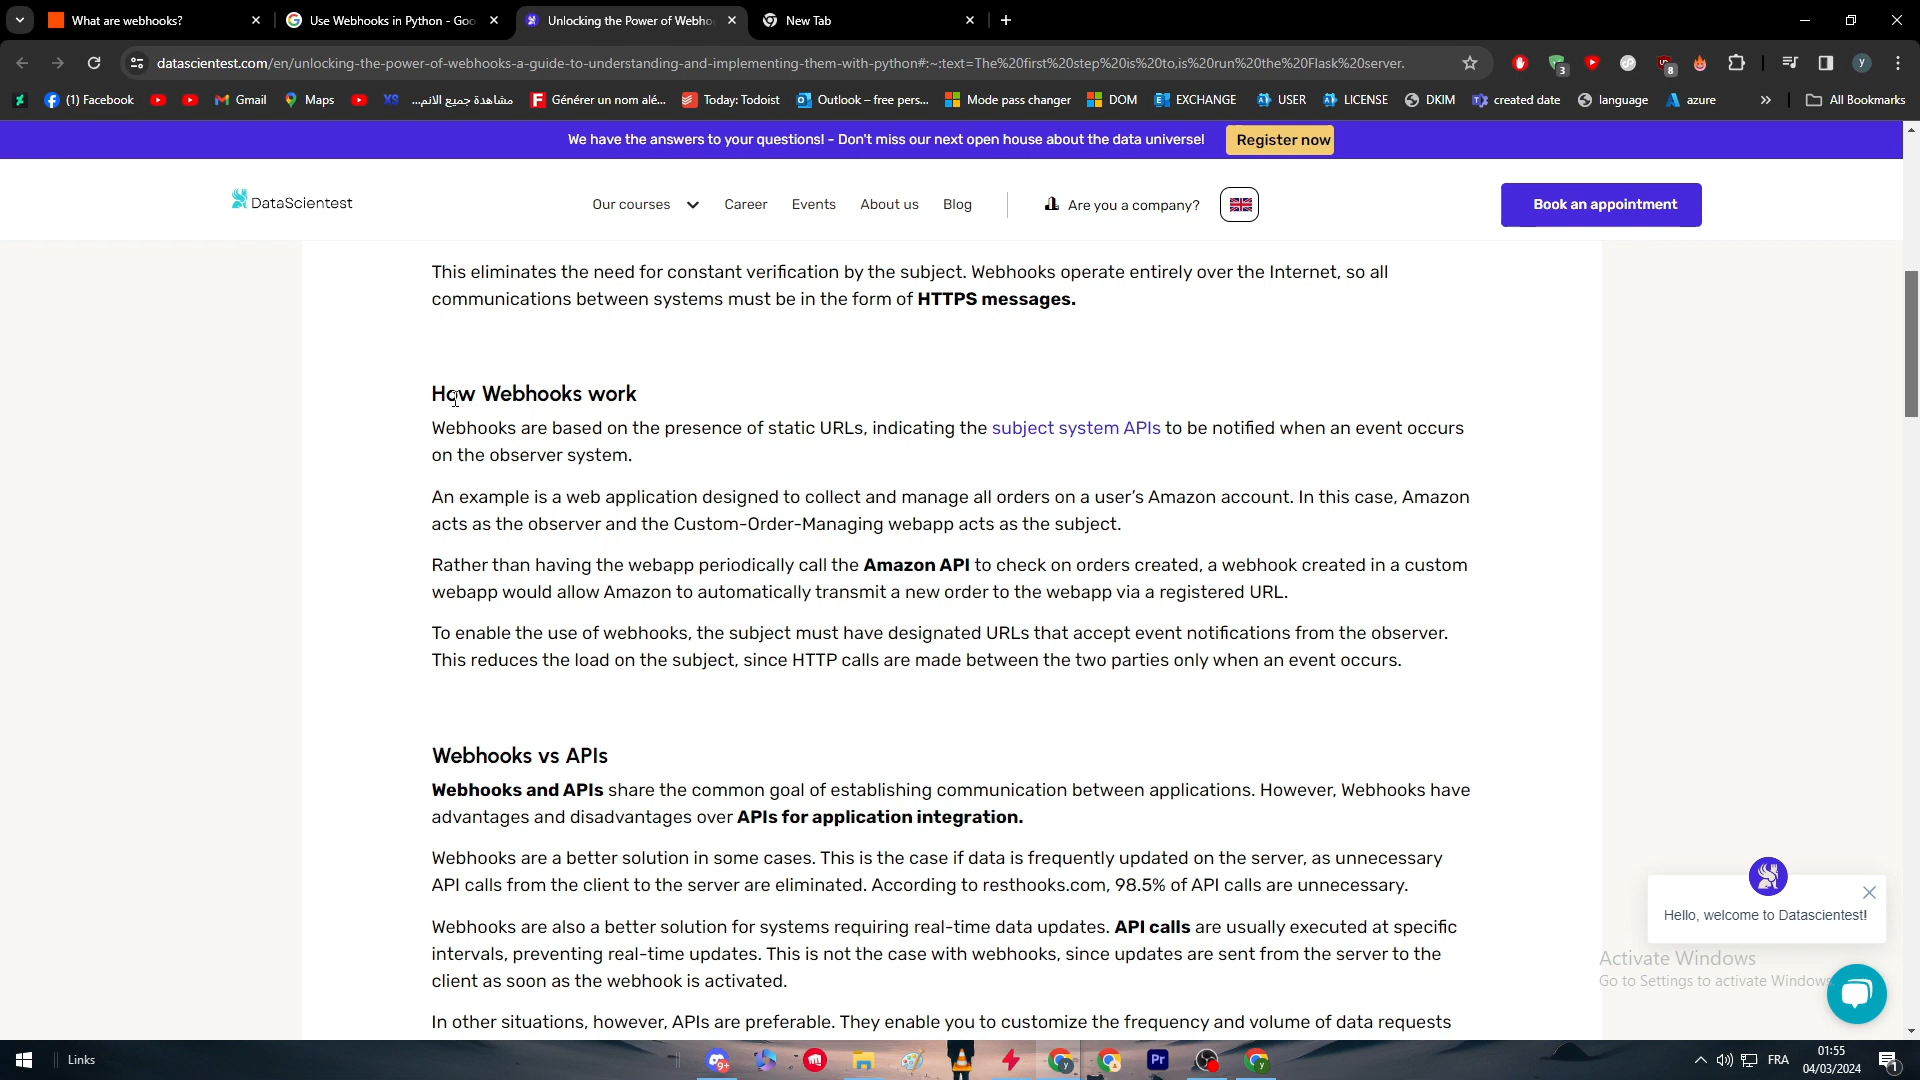 What are webhooks?
Use Webhooks in Python - Goo
Unlocking the Power of Webho
New Tab
datascientest.com/en/unlocking-the-power-of-webhooks-a-guide-to-understanding-and-implementing-them-with-python#:~:text=The%20first%20step%20is%20to,is%20run%20the%20Flask%20server.
3
8
y
(1) Facebook
Gmail
Maps
XS
مشاهدة جميع الانم...
Générer un nom alé...
Today: Todoist
Outlook – free pers...
Mode pass changer
DOM
EXCHANGE
USER
LICENSE
DKIM
created date
language
azure
»
All Bookmarks
We have the answers to your questions! - Don't miss our next open house about the data universe!
Register now
DataScientest
Our courses
Career
Events
About us
Blog
Are you a company?
Book an appointment
This eliminates the need for constant verification by the subject. Webhooks operate entirely over the Internet, so all
communications between systems must be in the form of HTTPS messages.
How Webhooks work
Webhooks are based on the presence of static URLs, indicating the subject system APIs to be notified when an event occurs
on the observer system.
An example is a web application designed to collect and manage all orders on a user's Amazon account. In this case, Amazon
acts as the observer and the Custom-Order-Managing webapp acts as the subject.
Rather than having the webapp periodically call the Amazon API to check on orders created, a webhook created in a custom
webapp would allow Amazon to automatically transmit a new order to the webapp via a registered URL.
To enable the use of webhooks, the subject must have designated URLs that accept event notifications from the observer.
This reduces the load on the subject, since HTTP calls are made between the two parties only when an event occurs.
Webhooks vs APIs
Webhooks and APIs share the common goal of establishing communication between applications. However, Webhooks have
advantages and disadvantages over APIs for application integration.
Webhooks are a better solution in some cases. This is the case if data is frequently updated on the server, as unnecessary
API calls from the client to the server are eliminated. According to resthooks.com, 98.5% of API calls are unnecessary.
Webhooks are also a better solution for systems requiring real-time data updates. API calls are usually executed at specific
intervals, preventing real-time updates. This is not the case with webhooks, since updates are sent from the server to the
client as soon as the webhook is activated.
In other situations, however, APIs are preferable. They enable you to customize the frequency and volume of data requests
Hello, welcome to Datascientest!
Activate Windows
Go to Settings to activate Windows
Links
9+
Pr
FRA
01:55
04/03/2024
1